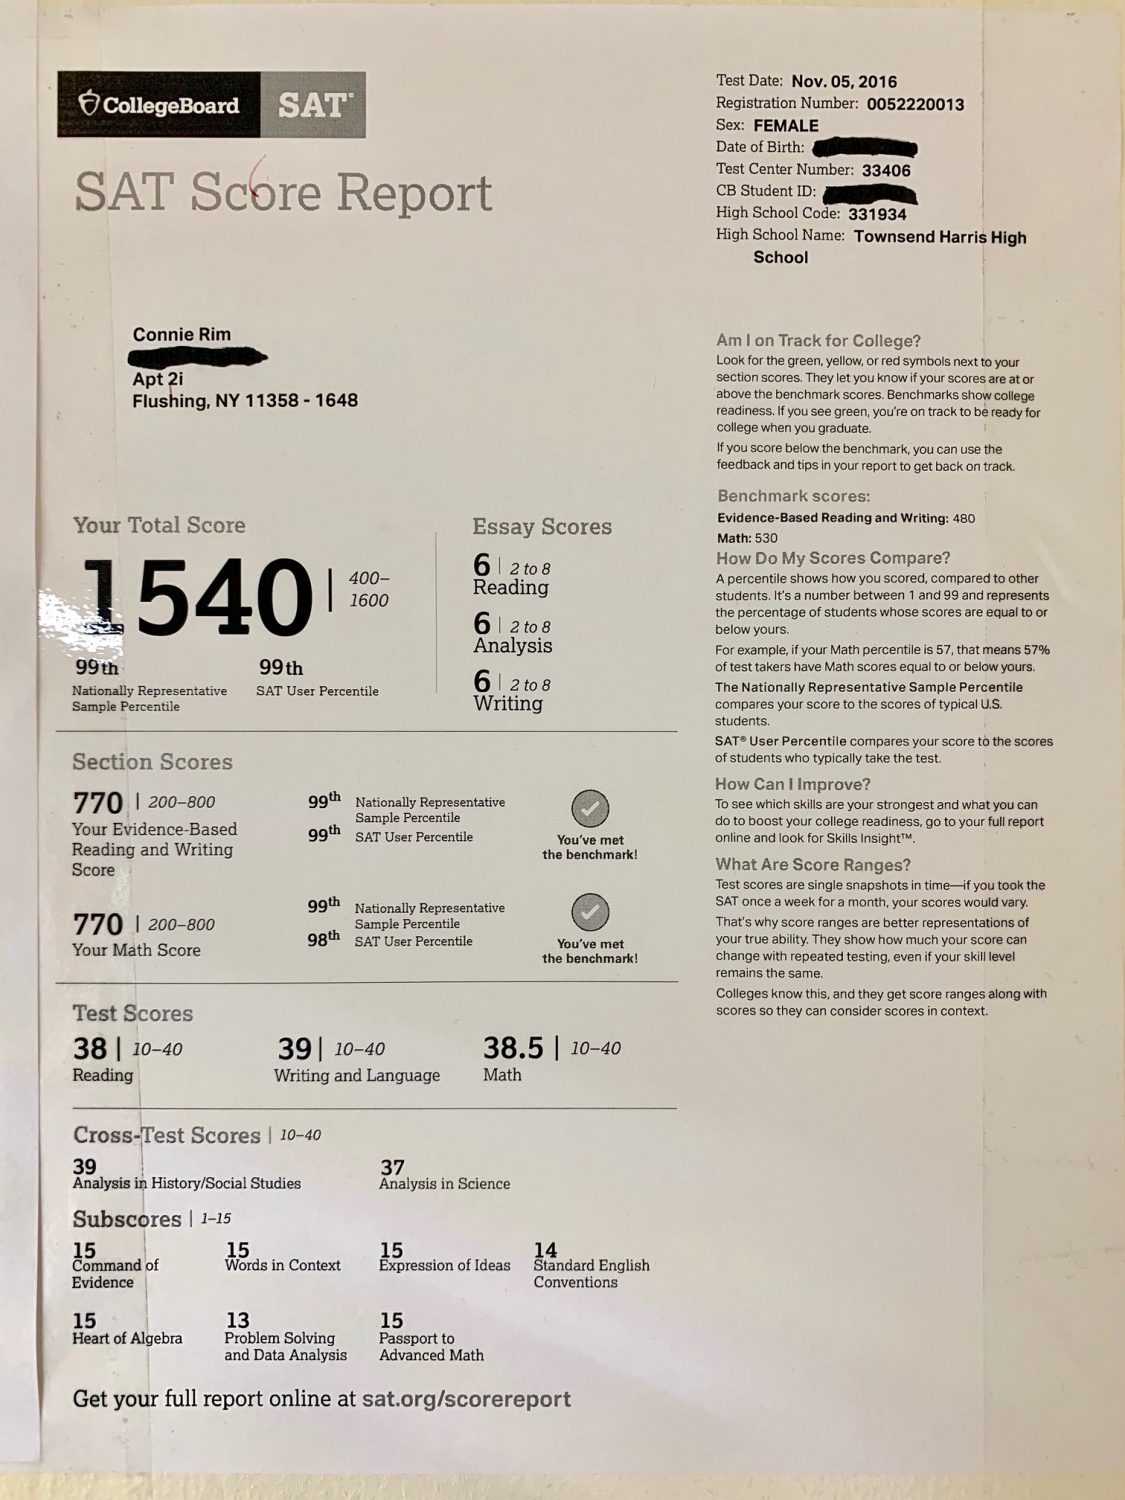 CollegeBoard SAT®
SAT Score Report
Test Date: Nov. 05, 2016
Registration Number: 0052220013
Sex: FEMALE
Date of Birth:
Test Center Number: 33406
CB Student ID:
High School Code: 331934
High School Name: Townsend Harris High
School
Connie Rim
Apt 2i
Flushing, NY 11358 - 1648
Your Total Score
1540 | 400–
1600
99th
Nationally Representative
Sample Percentile
99th
SAT User Percentile
Essay Scores
6 | 2 to 8
Reading
6 | 2 to 8
Analysis
6 | 2 to 8
Writing
Section Scores
770 | 200–800
Your Evidence-Based
Reading and Writing
Score
99th Nationally Representative
Sample Percentile
99th SAT User Percentile
You've met
the benchmark!
770 | 200–800
Your Math Score
99th Nationally Representative
Sample Percentile
98th SAT User Percentile
You've met
the benchmark!
Test Scores
38 | 10–40
Reading
39 | 10–40
Writing and Language
38.5 | 10–40
Math
Cross-Test Scores | 10–40
39
Analysis in History/Social Studies
37
Analysis in Science
Subscores | 1–15
15
Command of
Evidence
15
Words in Context
15
Expression of Ideas
14
Standard English
Conventions
15
Heart of Algebra
13
Problem Solving
and Data Analysis
15
Passport to
Advanced Math
Get your full report online at sat.org/scorereport
Am I on Track for College?
Look for the green, yellow, or red symbols next to your
section scores. They let you know if your scores are at or
above the benchmark scores. Benchmarks show college
readiness. If you see green, you're on track to be ready for
college when you graduate.
If you score below the benchmark, you can use the
feedback and tips in your report to get back on track.
Benchmark scores:
Evidence-Based Reading and Writing: 480
Math: 530
How Do My Scores Compare?
A percentile shows how you scored, compared to other
students. It's a number between 1 and 99 and represents
the percentage of students whose scores are equal to or
below yours.
For example, if your Math percentile is 57, that means 57%
of test takers have Math scores equal to or below yours.
The Nationally Representative Sample Percentile
compares your score to the scores of typical U.S.
students.
SAT® User Percentile compares your score to the scores
of students who typically take the test.
How Can I Improve?
To see which skills are your strongest and what you can
do to boost your college readiness, go to your full report
online and look for Skills Insight™.
What Are Score Ranges?
Test scores are single snapshots in time—if you took the
SAT once a week for a month, your scores would vary.
That's why score ranges are better representations of
your true ability. They show how much your score can
change with repeated testing, even if your skill level
remains the same.
Colleges know this, and they get score ranges along with
scores so they can consider scores in context.